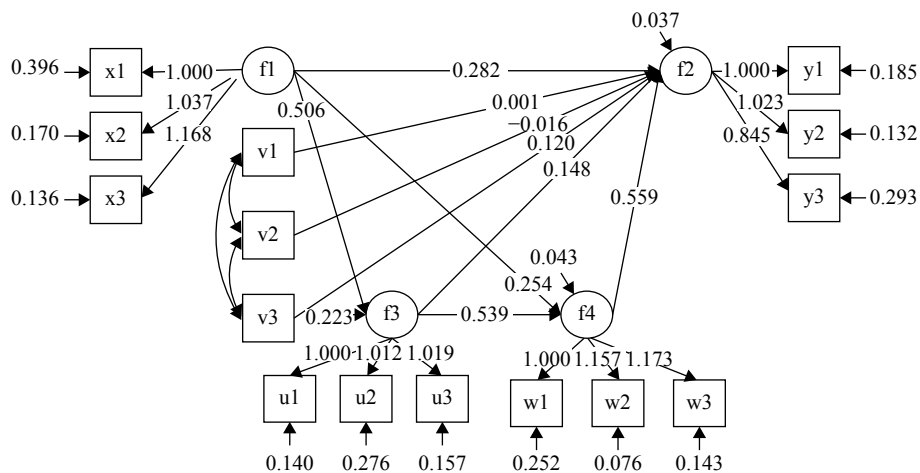 0.037
0.396 x1 1.000 f1 0.282 f2 1.000 y1 0.185
1.037 0.506 0.001 1.023
0.170 x2 −0.016 y2 0.132
1.168 v1 0.120 0.845
0.148
0.136 x3 0.559 y3 0.293
v2
0.043
0.254
v3 0.223 f3 0.539 f4
1.000 1.012 1.019 1.000 1.157 1.173
u1 u2 u3 w1 w2 w3
0.140 0.276 0.157 0.252 0.076 0.143